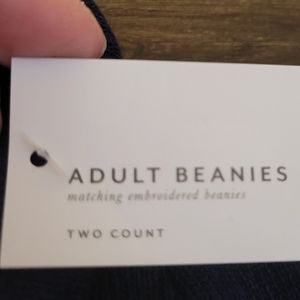 ADULT BEANIES
matching embroidered beanies
TWO COUNT